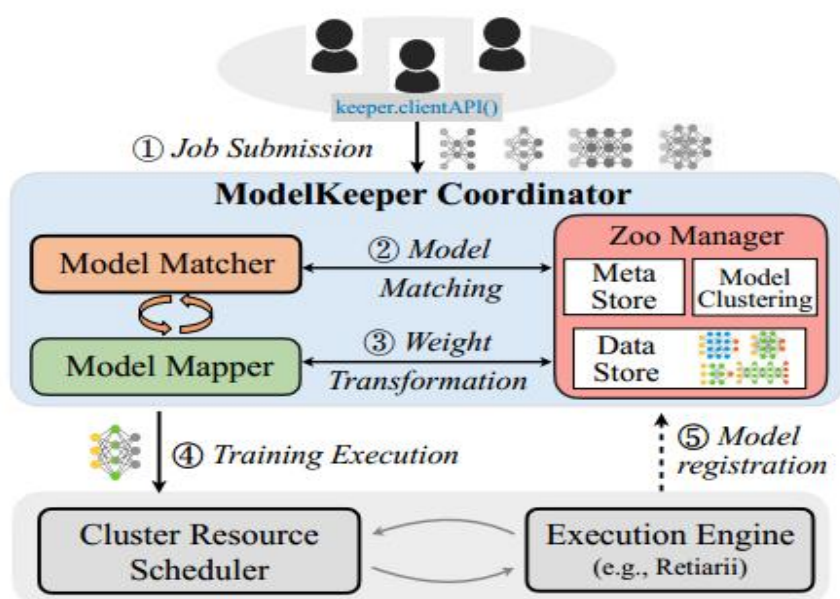 keeper.clientAPI()
① Job Submission
ModelKeeper Coordinator
Model Matcher
② Model
Matching
Zoo Manager
Meta
Store
Model
Clustering
Model Mapper
③ Weight
Transformation
Data
Store
④ Training Execution
⑤ Model
registration
Cluster Resource
Scheduler
Execution Engine
(e.g., Retiarii)